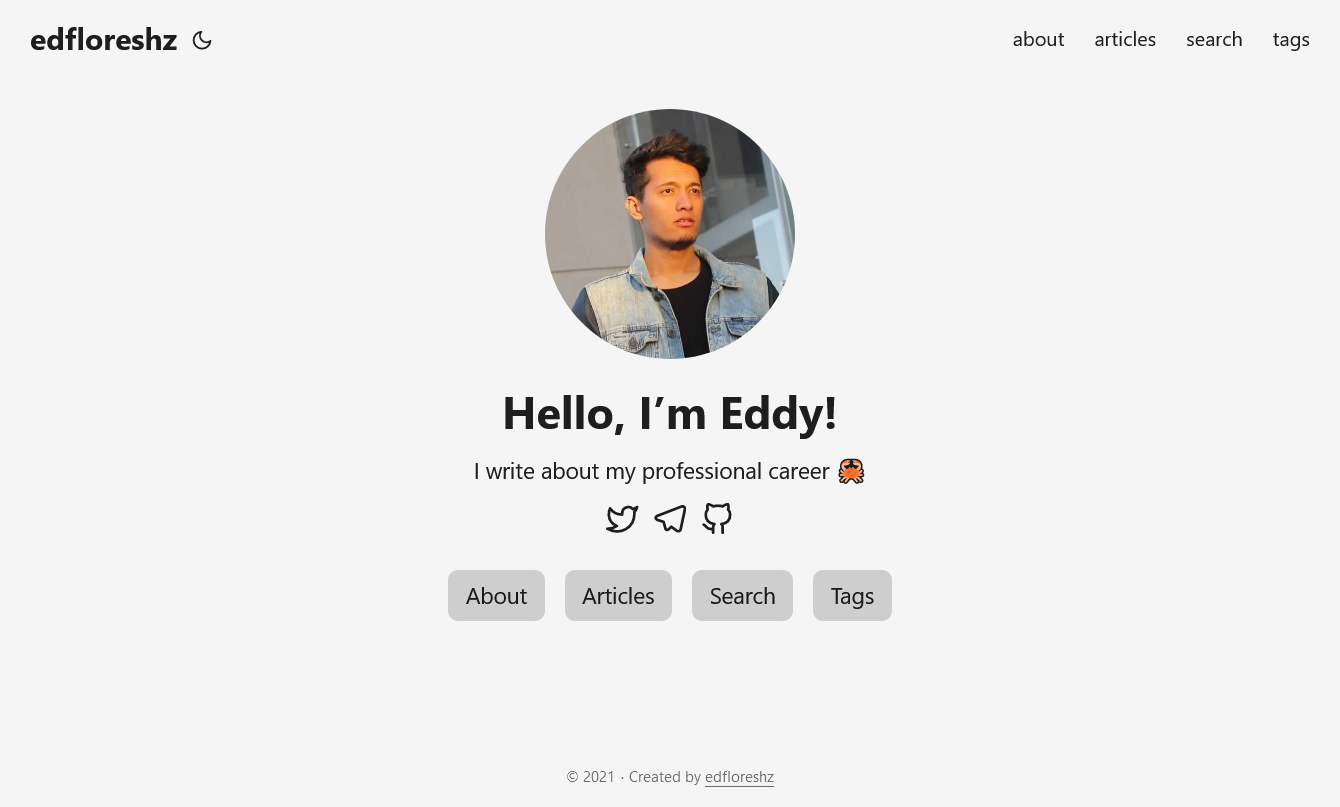 edfloreshz
about articles search tags
Hello, I’m Eddy!
I write about my professional career 🦀
About Articles Search Tags
© 2021 · Created by edfloreshz